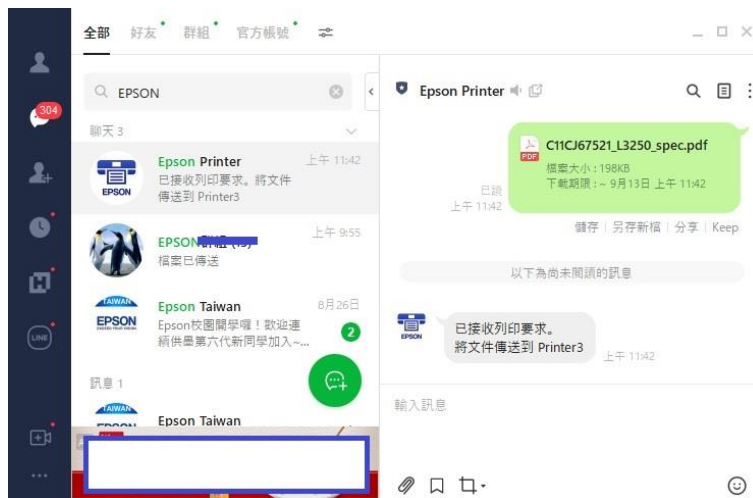 全部 好友 群組 官方帳號
304
EPSON
聊天 3
Epson Printer 上午 11:42
已接收列印要求。將文件
傳送到 Printer3
EPSON
EPSON 上午 9:55
檔案已傳送
TAIWAN
EPSON
Epson Taiwan 8月26日
Epson校園開學囉！歡迎連
續供墨第六代新同學加入~...
2
訊息 1
TAIWAN
Epson Taiwan
LINE
Epson Printer
C11CJ67521_L3250_spec.pdf
PDF
檔案大小：198KB
下載期限：~ 9月13日 上午 11:42
已讀
上午 11:42
儲存 另存新檔 分享 Keep
以下為尚未閱讀的訊息
EPSON
已接收列印要求。
將文件傳送到 Printer3
上午 11:42
輸入訊息